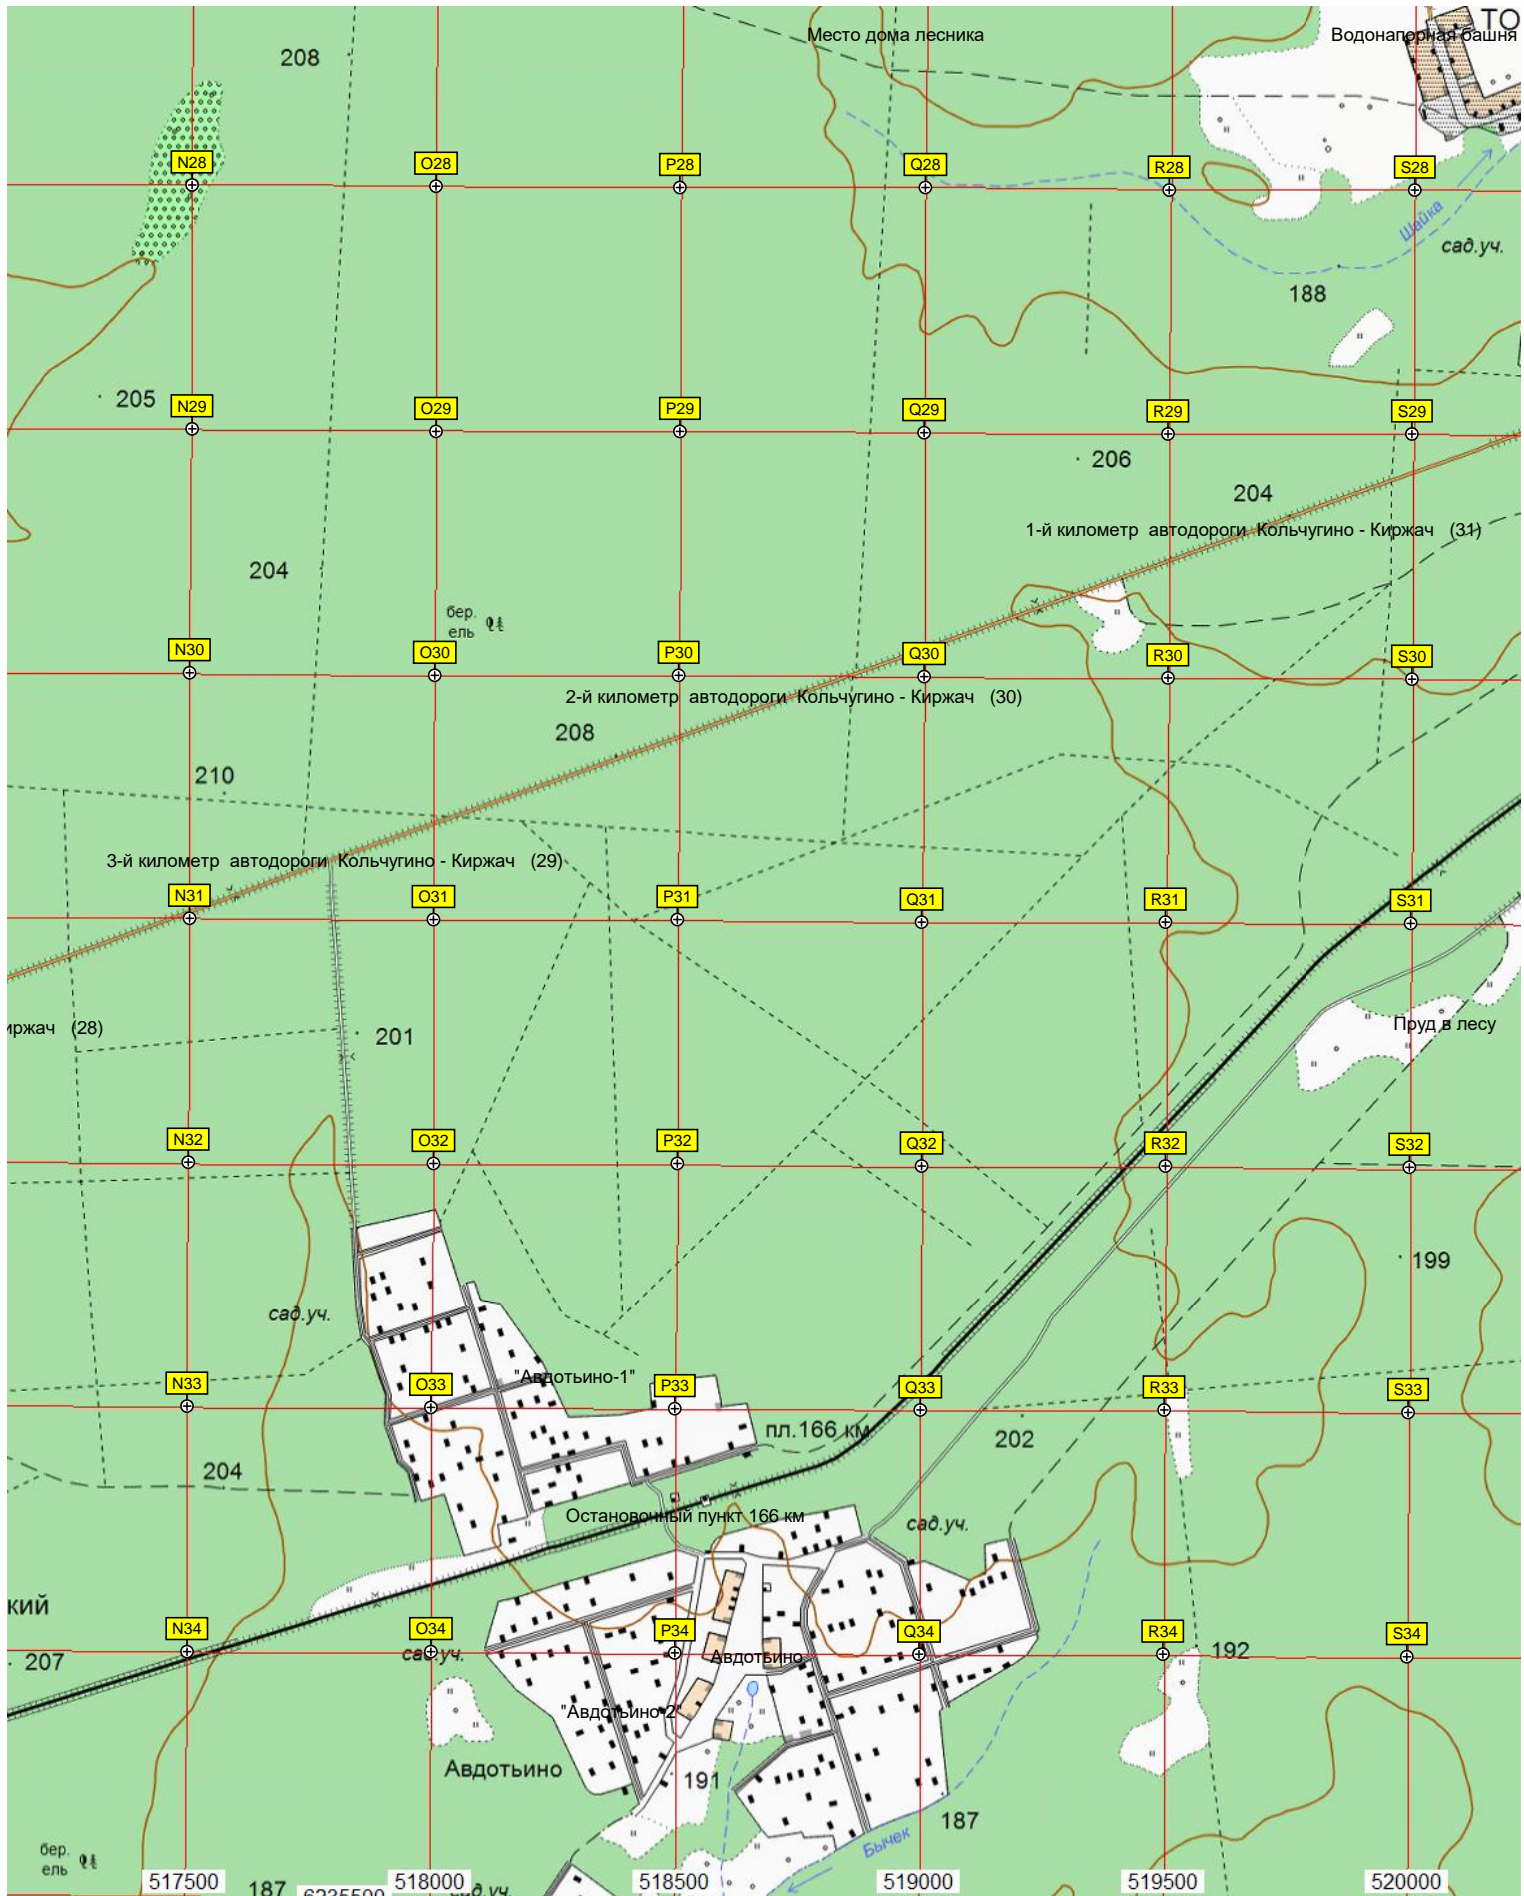 ТО
Место дома лесника
Водонапорная башня
208
N28
O28
P28
Q28
R28
S28
Шайка
сад.уч.
188
205
N29
O29
P29
Q29
R29
S29
206
204
1-й километр автодороги Кольчугино - Киржач (31)
204
бер.
ель
N30
O30
P30
Q30
R30
S30
2-й километр автодороги Кольчугино - Киржач (30)
208
210
3-й километр автодороги Кольчугино - Киржач (29)
N31
O31
P31
Q31
R31
S31
иржач (28)
201
Пруд в лесу
N32
O32
P32
Q32
R32
S32
199
сад.уч.
"Авдотьино-1"
N33
O33
P33
Q33
R33
S33
пл.166 км
202
204
Остановочный пункт 166 км
сад.уч.
кий
N34
O34
P34
Q34
R34
S34
207
сад.уч.
Авдотьино
192
"Авдотьино-2"
Авдотьино
191
187
Бычек
бер.
ель
517500
518000
518500
519000
519500
520000
187
6235500
сад.уч.